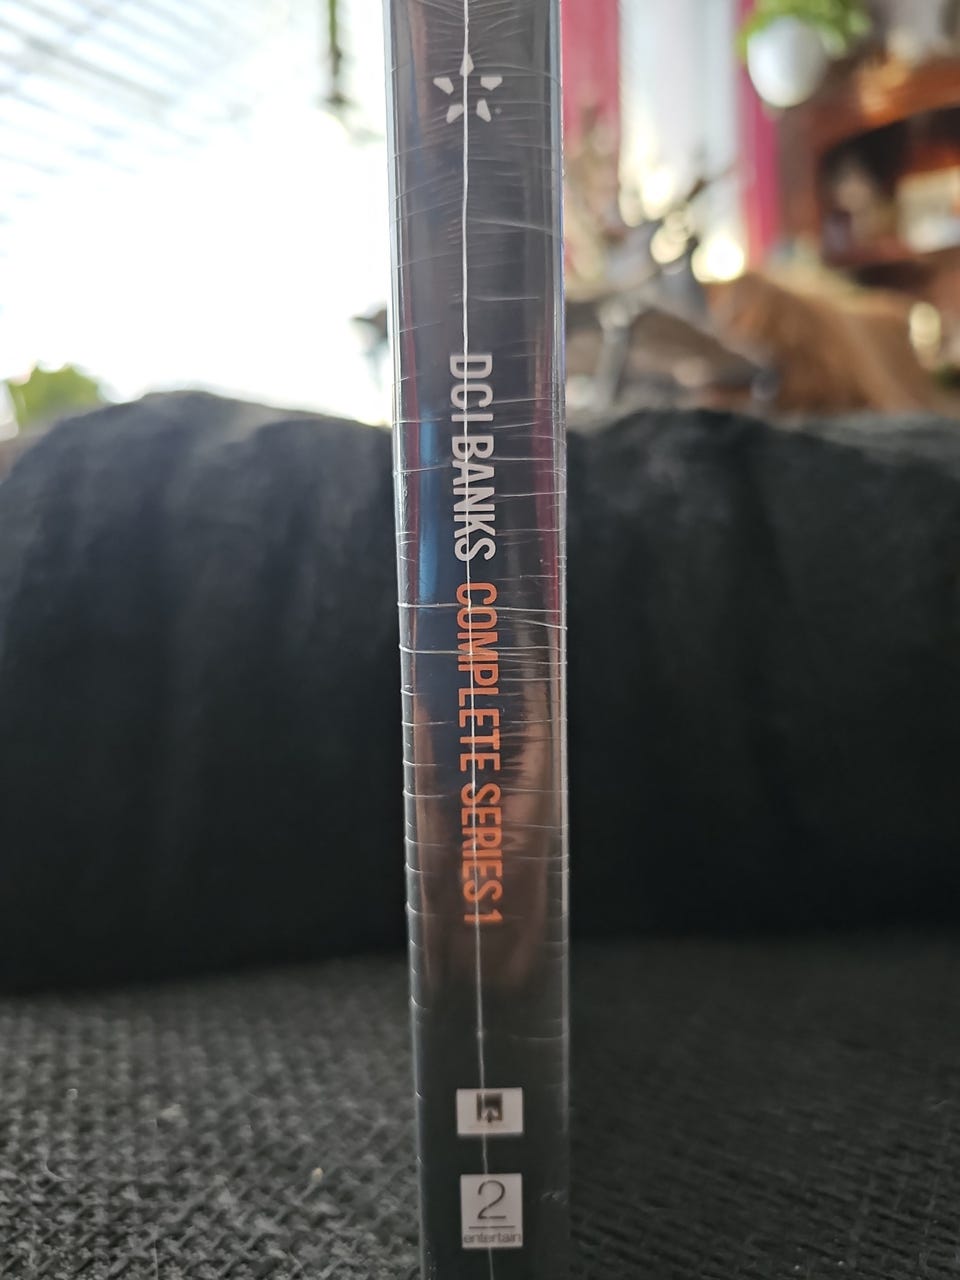 DCI BANKS COMPLETE SERIES 1
2
entertain